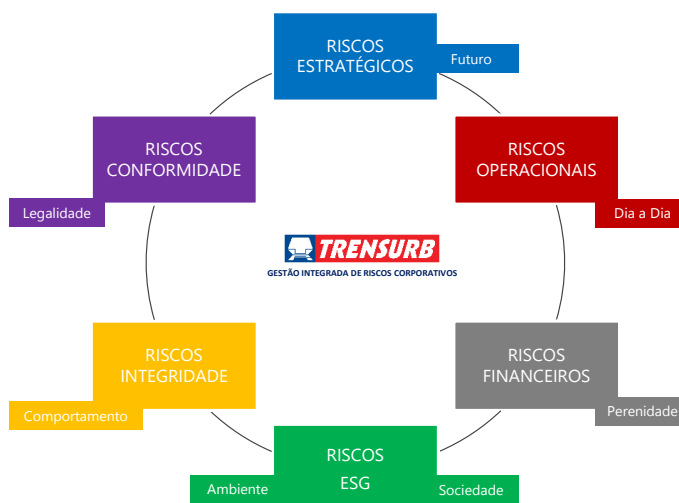 RISCOS
ESTRATÉGICOS
Futuro
RISCOS
OPERACIONAIS
Dia a Dia
RISCOS
FINANCEIROS
Perenidade
RISCOS
ESG
Ambiente
Sociedade
RISCOS
INTEGRIDADE
Comportamento
RISCOS
CONFORMIDADE
Legalidade
TRENSURB
GESTÃO INTEGRADA DE RISCOS CORPORATIVOS